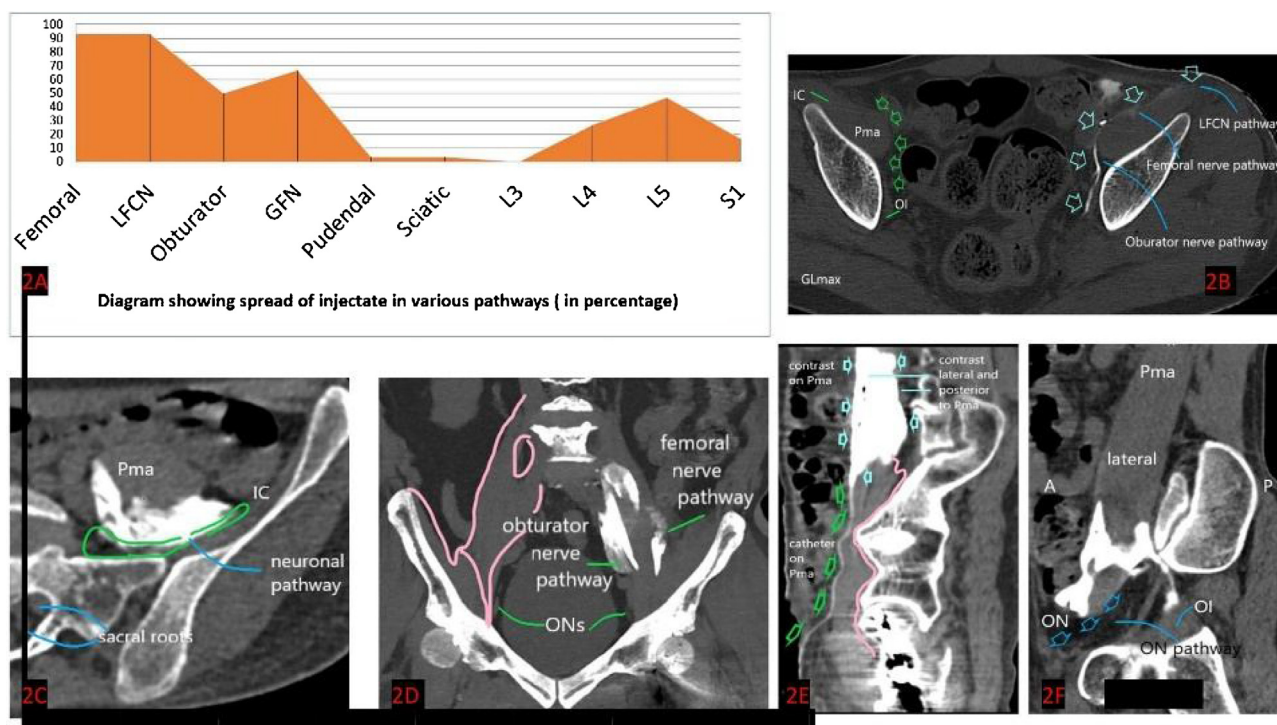 100
90
80
70
60
50
40
30
20
10
0
Femoral
LFCN
Obturator
GFN
Pudendal
Sciatic
L3
L4
L5
S1
2A
Diagram showing spread of injectate in various pathways ( in percentage)
IC
Pma
OI
GLmax
LFCN pathway
Femoral nerve pathway
Oburator nerve pathway
2B
Pma
IC
neuronal
pathway
sacral roots
2C
femoral
nerve
pathway
obturator
nerve
pathway
ONs
2D
contrast
on Pma
contrast
lateral and
posterior
to Pma
catheter
on
Pma
2E
Pma
lateral
A
P
ON
OI
ON pathway
2F